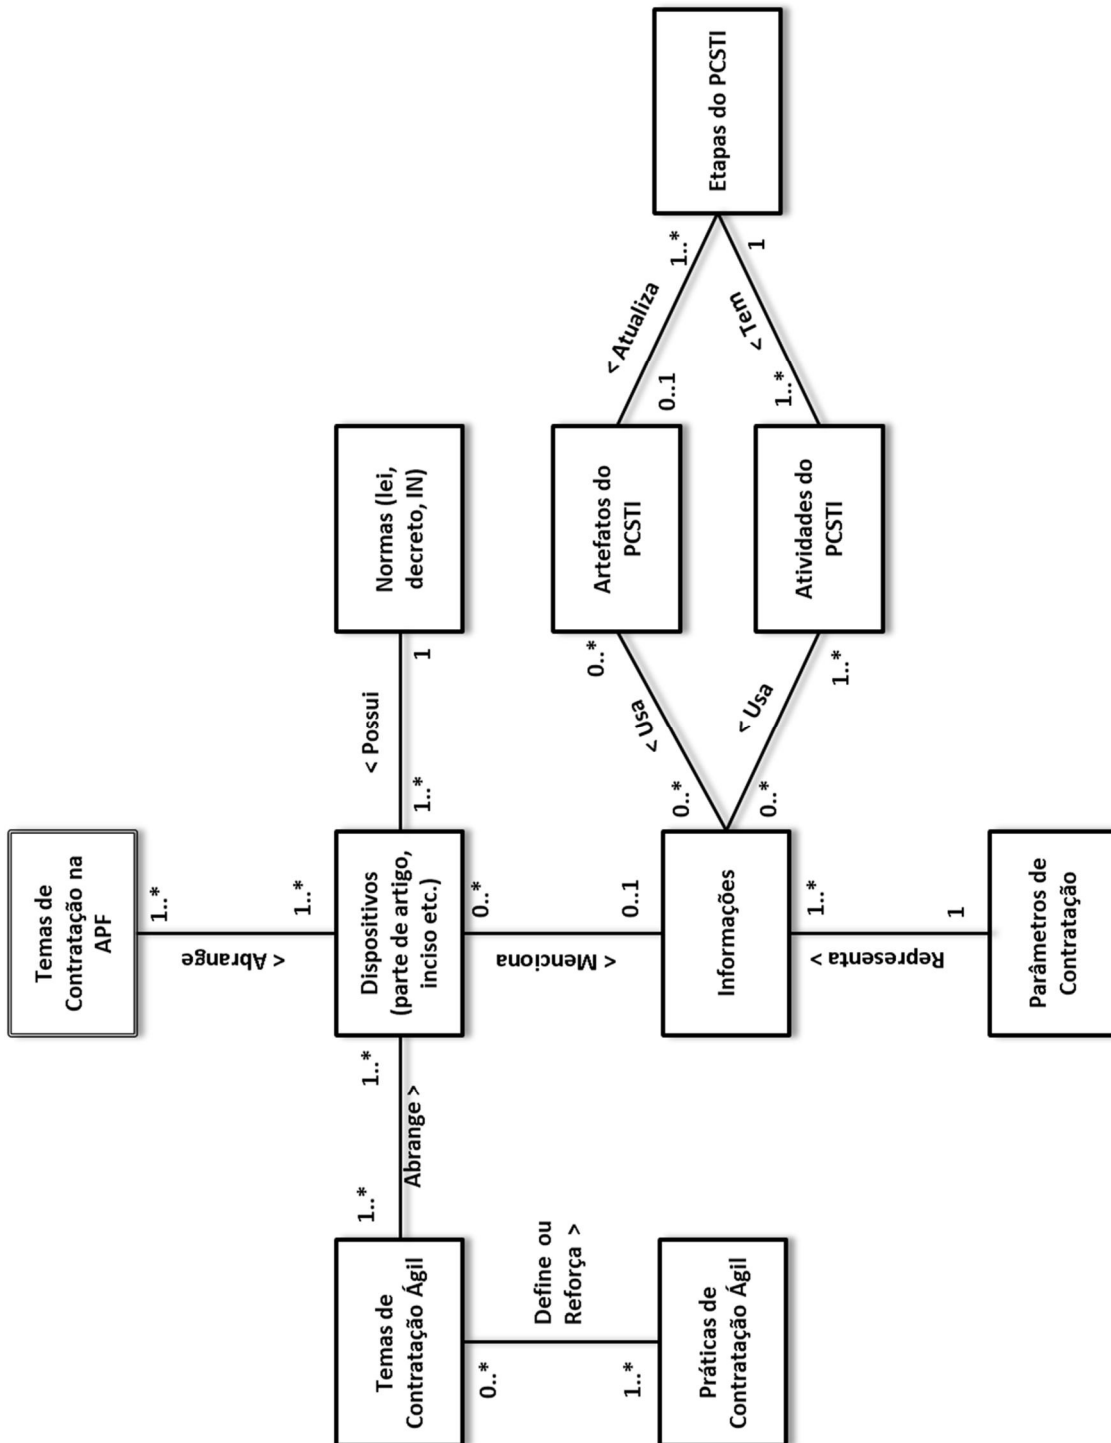 Temas de
Contratação na
APF
1..*
< Abrange
1..*
Temas de
Contratação Ágil
1..*
Abrange >
1..*
Dispositivos
(parte de artigo,
inciso etc.)
1..*
< Possui
1
Normas (lei,
decreto, IN)
0..*
Define ou
Reforça >
1..*
Práticas de
Contratação Ágil
0..*
< Menciona
0..1
Informações
0..*
< Usa
0..*
Artefatos do
PCSTI
0..1
< Atualiza
1..*
Etapas do PCSTI
0..*
< Usa
1..*
Atividades do
PCSTI
1..*
< Tem
1
1..*
Representa >
1
Parâmetros de
Contratação